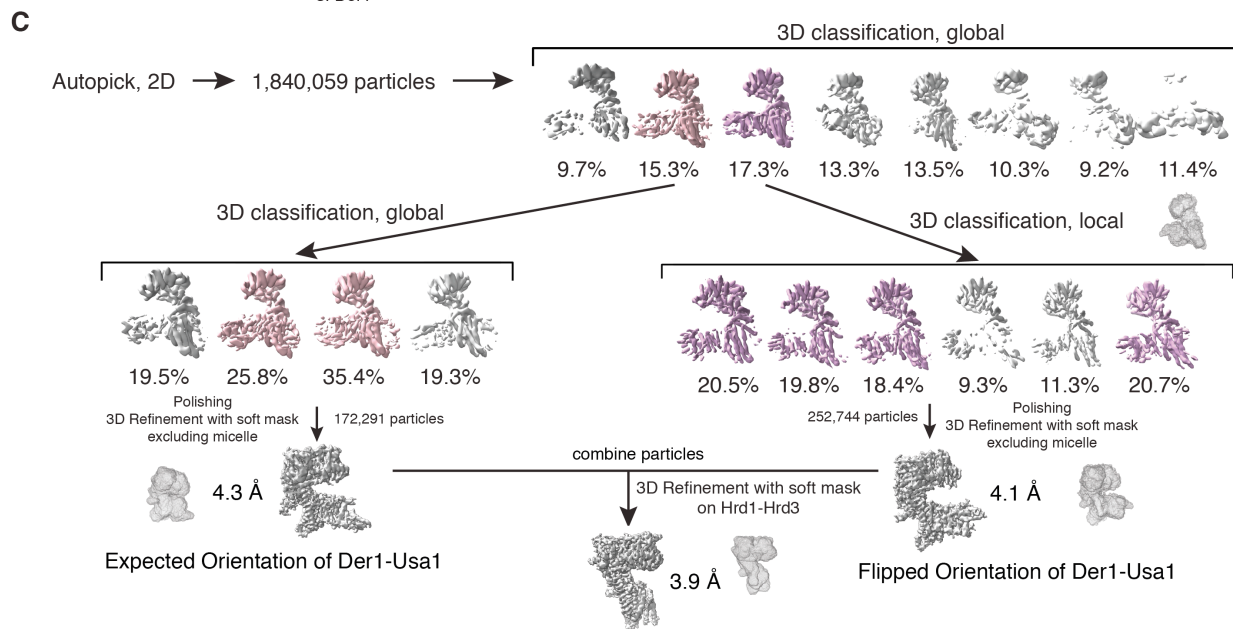 C
3D classification, global
Autopick, 2D
1,840,059 particles
9.7% 15.3% 17.3% 13.3% 13.5% 10.3% 9.2% 11.4%
3D classification, global
3D classification, local
19.5% 25.8% 35.4% 19.3%
20.5% 19.8% 18.4% 9.3% 11.3% 20.7%
Polishing
3D Refinement with soft mask
excluding micelle
172,291 particles
252,744 particles
Polishing
3D Refinement with soft mask
excluding micelle
combine particles
4.3 Å
3D Refinement with soft mask
on Hrd1-Hrd3
4.1 Å
Expected Orientation of Der1-Usa1
3.9 Å
Flipped Orientation of Der1-Usa1